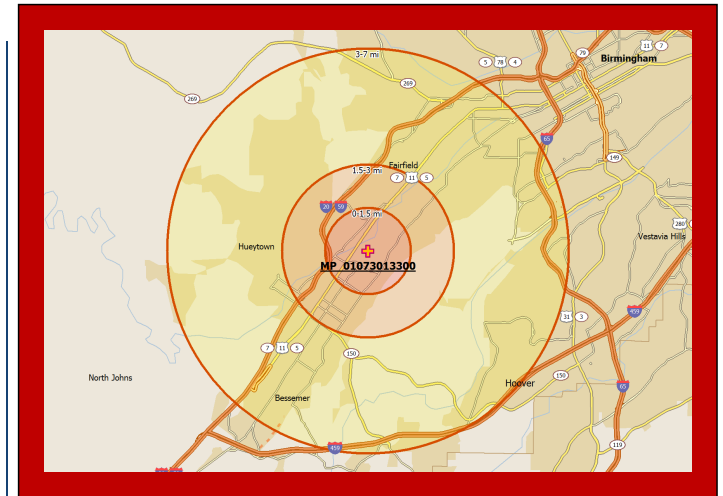 3-7 mi
11 7
79
5 78 4
Birmingham
269
269
65
149
Fairfield
7 11 5
1.5-3 mi
20 59
0-1.5 mi
280
Vestavia Hills
Hueytown
MP_01073013300
31 3
459
7 11 5
150
150
North Johns
Hoover
65
Bessemer
459
119